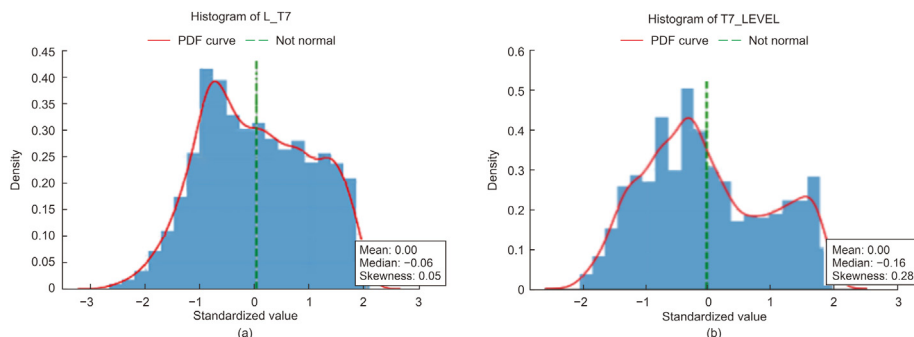 Histogram of L_T7
PDF curve Not normal
0.45
0.40
0.35
0.30
0.25
0.20
0.15
0.10
0.05
0
Density
−3 −2 −1 0 1 2 3
Standardized value
Mean: 0.00
Median: −0.06
Skewness: 0.05
(a)
Histogram of T7_LEVEL
PDF curve Not normal
0.6
0.5
0.4
0.3
0.2
0.1
0
Density
−2 −1 0 1 2 3
Standardized value
Mean: 0.00
Median: −0.16
Skewness: 0.28
(b)